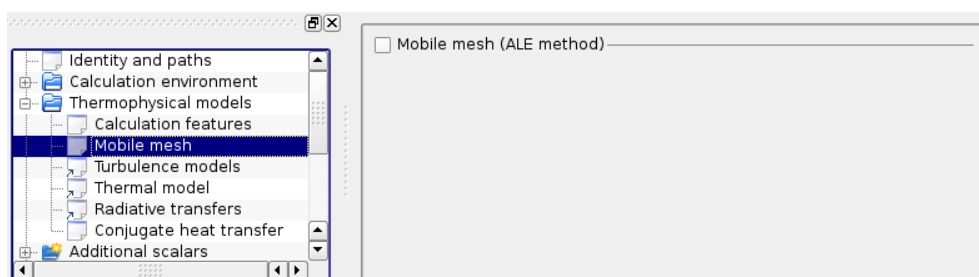 Identity and paths
Calculation environment
Thermophysical models
Calculation features
Mobile mesh
Turbulence models
Thermal model
Radiative transfers
Conjugate heat transfer
Additional scalars
Mobile mesh (ALE method)